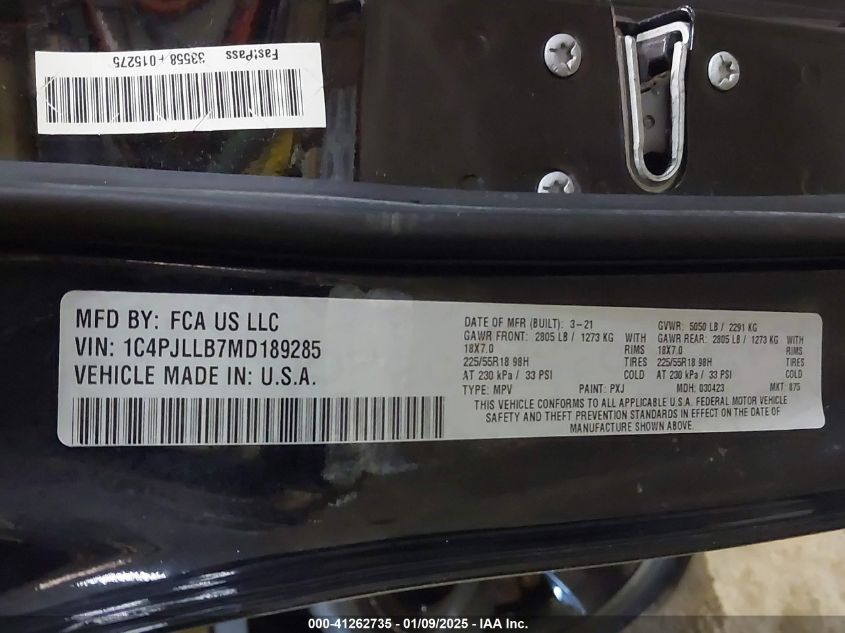 FastPass
33558+015275
MFD BY: FCA US LLC
VIN: 1C4PJLLB7MD189285
VEHICLE MADE IN: U.S.A.
DATE OF MFR (BUILT): 3-21
GVWR: 5050 LB / 2291 KG
GAWR FRONT: 2805 LB / 1273 KG WITH
18X7.0 RIMS
225/55R18 98H TIRES
AT 230 kPa / 33 PSI COLD
GAWR REAR: 2805 LB / 1273 KG WITH
18X7.0 RIMS
225/55R18 98H TIRES
AT 230 kPa / 33 PSI COLD
TYPE: MPV PAINT: PXJ MDH: 030423 MKT: 875
THIS VEHICLE CONFORMS TO ALL APPLICABLE U.S.A. FEDERAL MOTOR VEHICLE
SAFETY AND THEFT PREVENTION STANDARDS IN EFFECT ON THE DATE OF
MANUFACTURE SHOWN ABOVE.
000-41262735 - 01/09/2025 - IAA Inc.